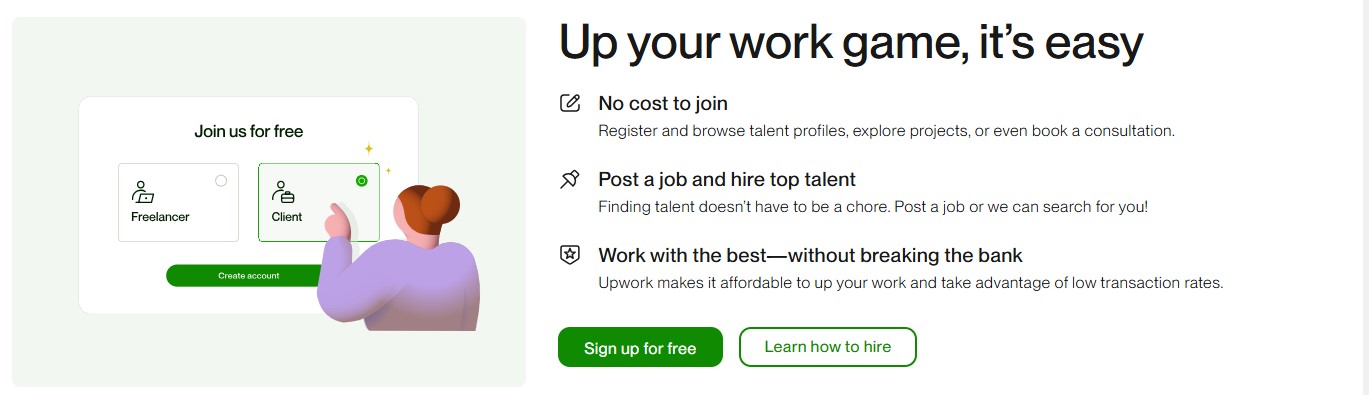 Join us for free
Freelancer
Client
Create account
Up your work game, it’s easy
No cost to join
Register and browse talent profiles, explore projects, or even book a consultation.
Post a job and hire top talent
Finding talent doesn’t have to be a chore. Post a job or we can search for you!
Work with the best—without breaking the bank
Upwork makes it affordable to up your work and take advantage of low transaction rates.
Sign up for free
Learn how to hire